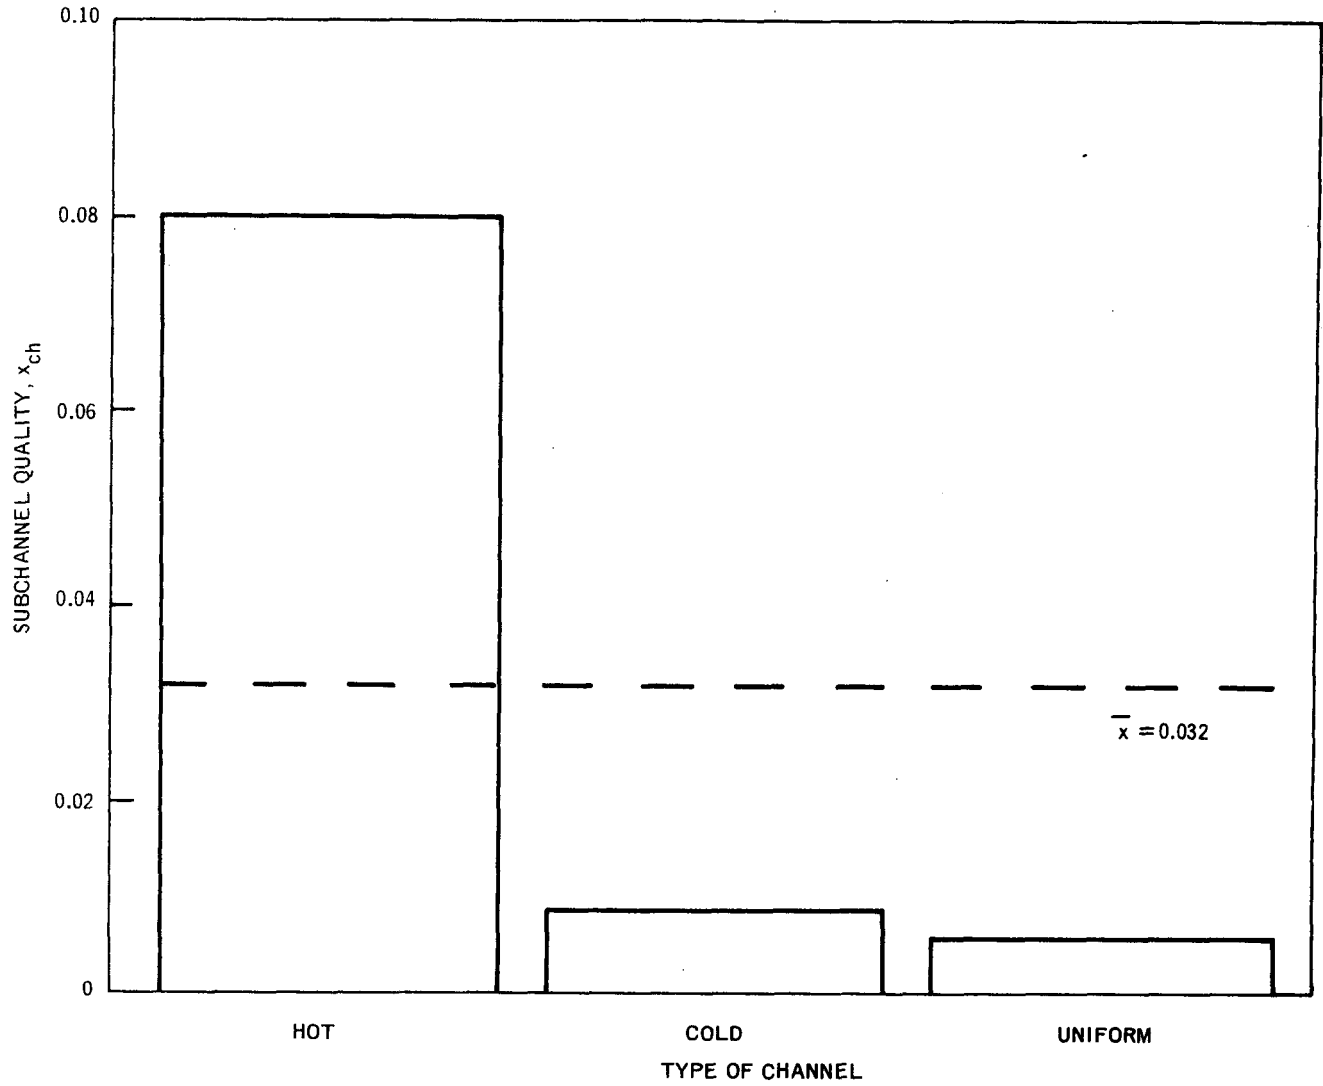 0.10
0.08
0.06
0.04
0.02
0
SUBCHANNEL QUALITY, x_ch
x̄ = 0.032
HOT
COLD
UNIFORM
TYPE OF CHANNEL